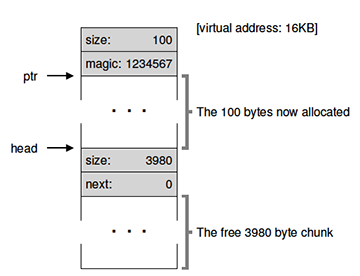 [virtual address: 16KB]
size: 100
magic: 1234567
ptr
. . .
The 100 bytes now allocated
head
size: 3980
next: 0
. . .
The free 3980 byte chunk